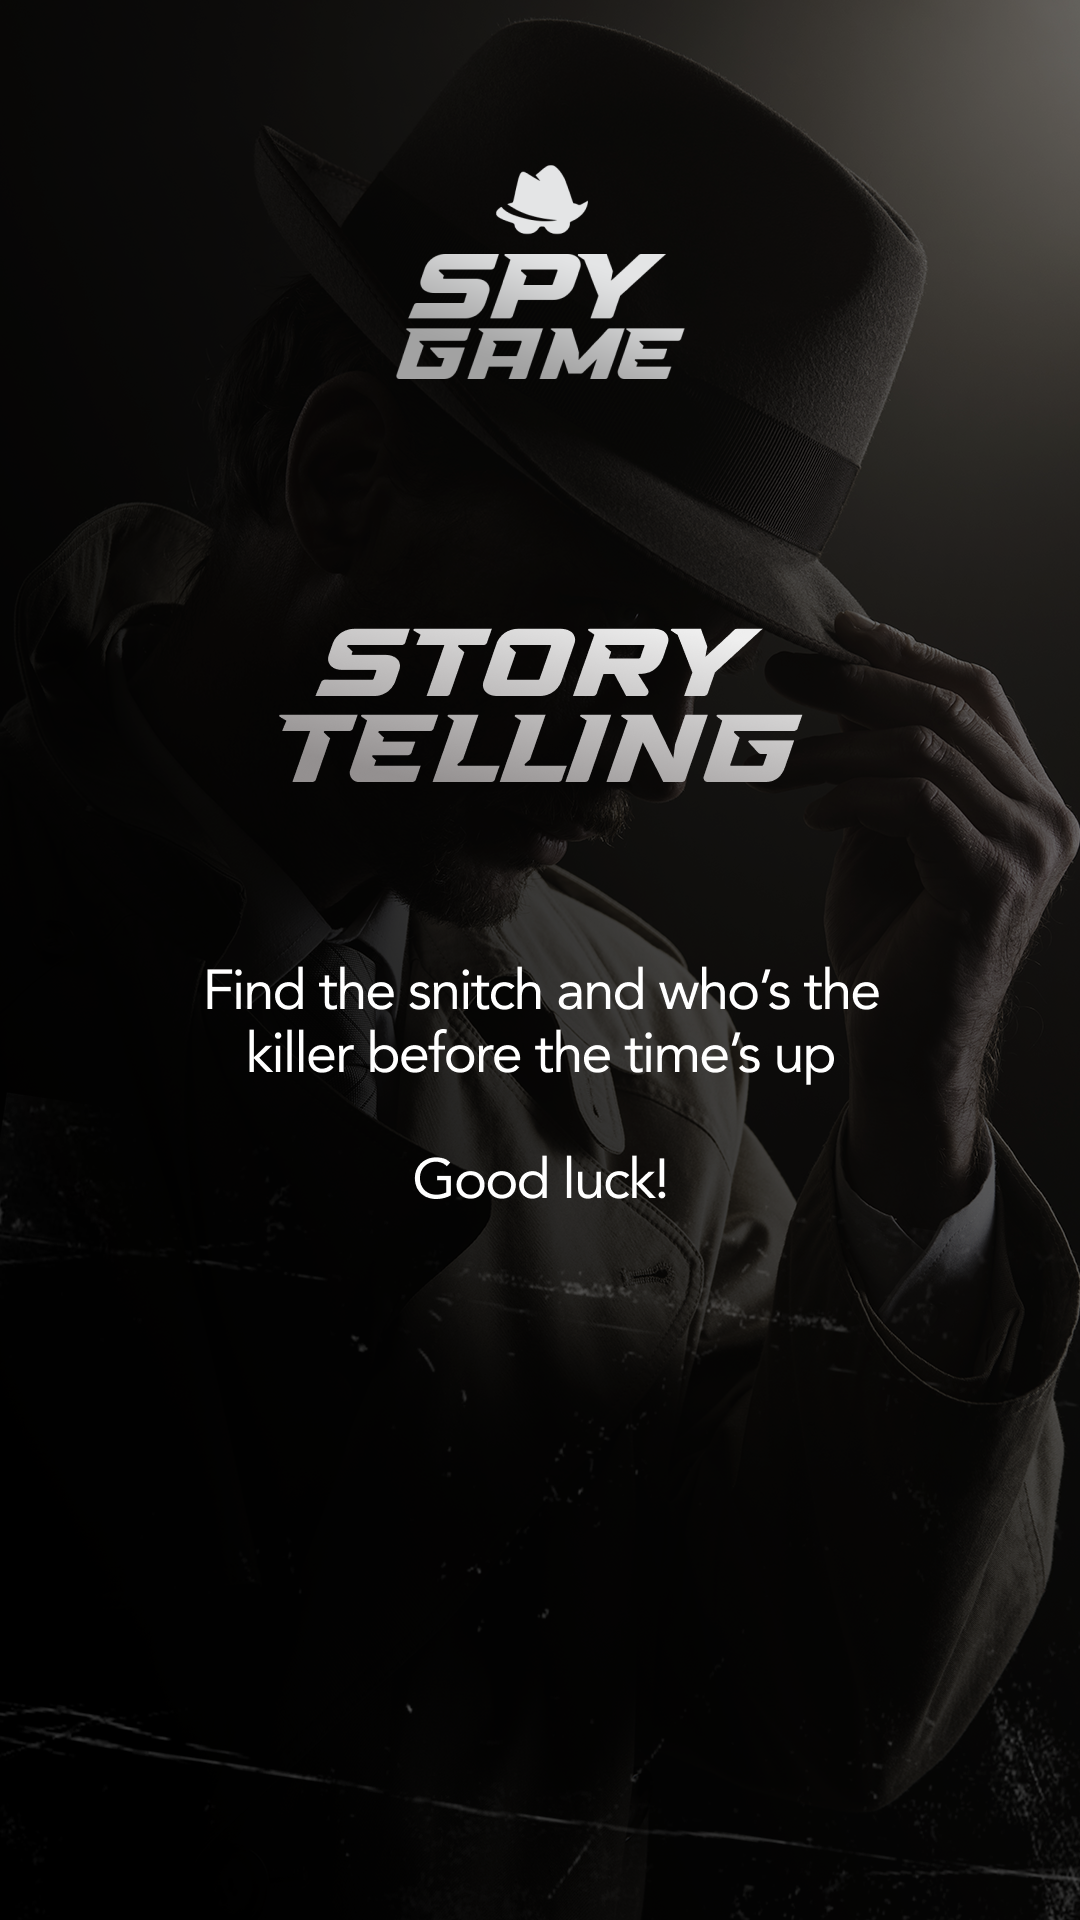 SPY
GAME
STORY
TELLING
Find the snitch and who’s the
killer before the time’s up
Good luck!